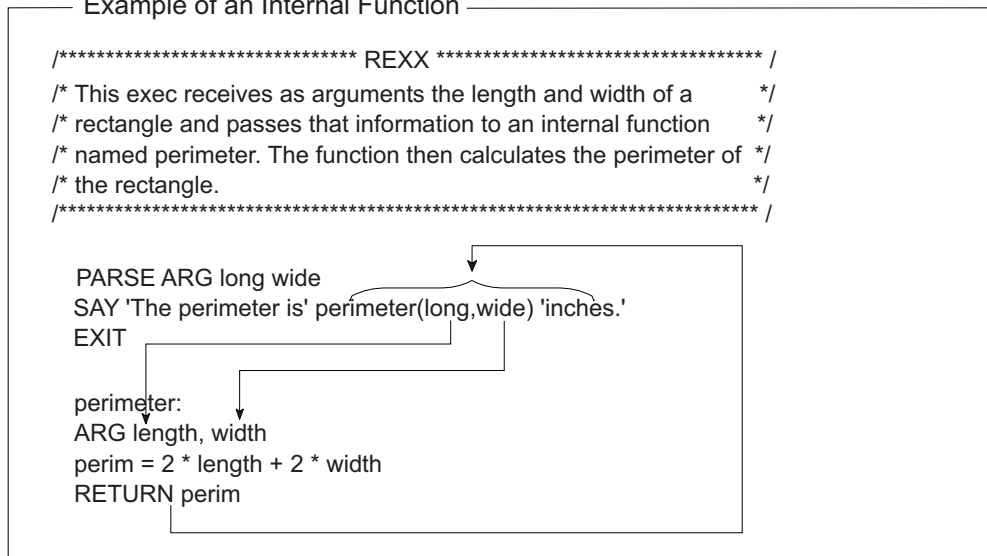 Example of an Internal Function
/******************************** REXX *********************************** /
/* This exec receives as arguments the length and width of a */
/* rectangle and passes that information to an internal function */
/* named perimeter. The function then calculates the perimeter of */
/* the rectangle. */
/*************************************************************************** /
PARSE ARG long wide
SAY 'The perimeter is' perimeter(long,wide) 'inches.'
EXIT
perimeter:
ARG length, width
perim = 2 * length + 2 * width
RETURN perim